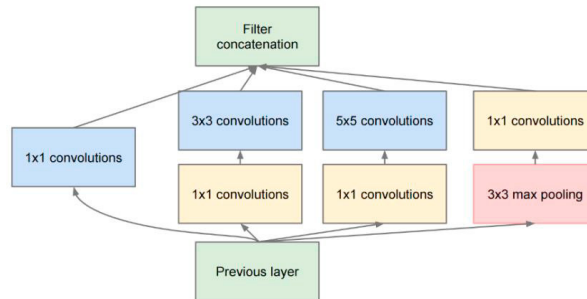 Filter
concatenation
3x3 convolutions
5x5 convolutions
1x1 convolutions
1x1 convolutions
1x1 convolutions
1x1 convolutions
3x3 max pooling
Previous layer